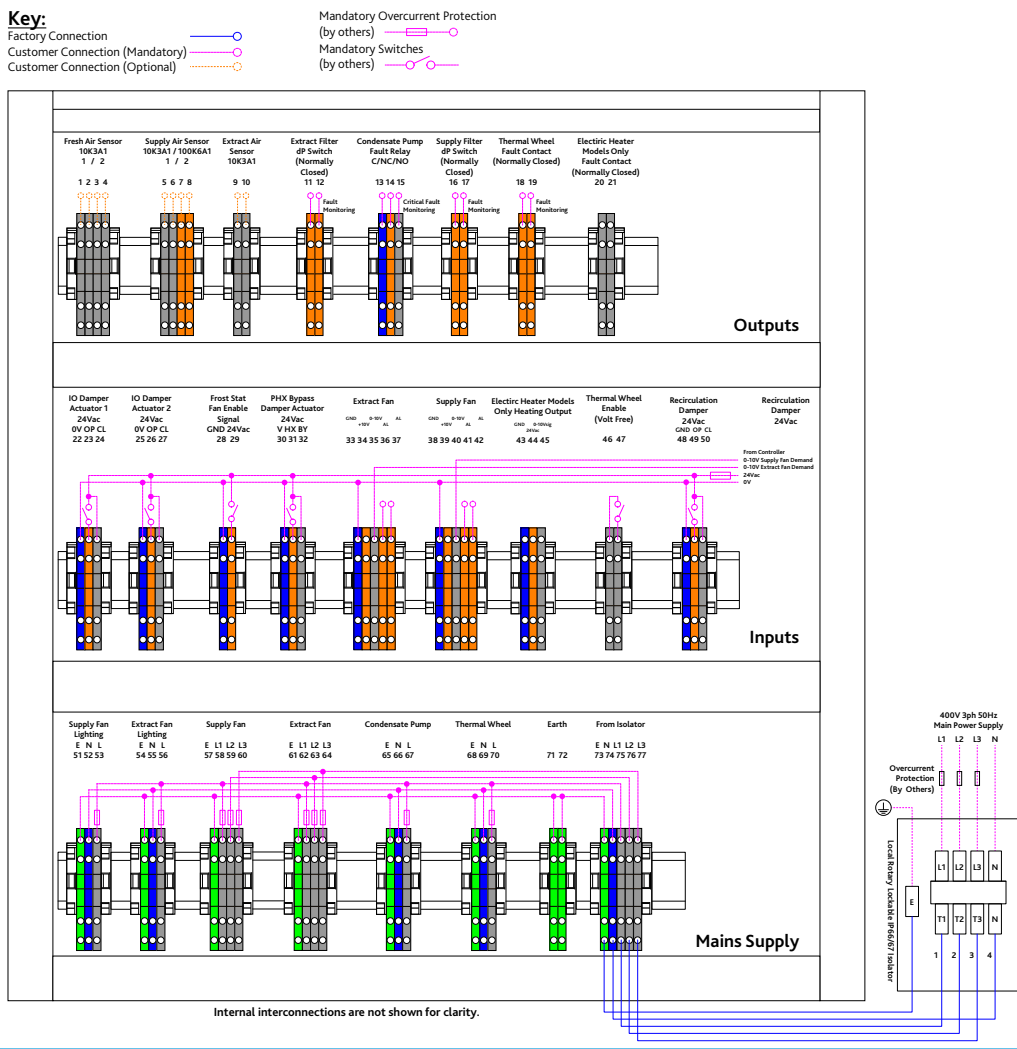 Key:
Factory Connection
Customer Connection (Mandatory)
Customer Connection (Optional)
Mandatory Overcurrent Protection
(by others)
Mandatory Switches
(by others)
Fresh Air Sensor
10K3A1
1 / 2
1 2 3 4
Supply Air Sensor
10K3A1 / 100K6A1
1 / 2
5 6 7 8
Extract Air
Sensor
10K3A1
9 10
Extract Filter
dP Switch
(Normally
Closed)
11 12
Fault
Monitoring
Condensate Pump
Fault Relay
C/NC/NO
13 14 15
Critical Fault
Monitoring
Supply Filter
dP Switch
(Normally
Closed)
16 17
Fault
Monitoring
Thermal Wheel
Fault Contact
(Normally Closed)
18 19
Fault
Monitoring
Electiric Heater
Models Only
Fault Contact
(Normally Closed)
20 21
Outputs
IO Damper
Actuator 1
24Vac
0V OP CL
22 23 24
IO Damper
Actuator 2
24Vac
0V OP CL
25 26 27
Frost Stat
Fan Enable
Signal
GND 24Vac
28 29
PHX Bypass
Damper Actuator
24Vac
V HX BY
30 31 32
Extract Fan
GND 0-10V AL
+10V AL
33 34 35 36 37
Supply Fan
GND 0-10V AL
+10V AL
38 39 40 41 42
Electirc Heater Models
Only Heating Output
GND 0-10Vsig
24Vac
43 44 45
Thermal Wheel
Enable
(Volt Free)
46 47
Recirculation
Damper
24Vac
GND OP CL
48 49 50
Recirculation
Damper
24Vac
From Controller
0-10V Supply Fan Demand
0-10V Extract Fan Demand
24Vac
0V
Inputs
Supply Fan
Lighting
E N L
51 52 53
Extract Fan
Lighting
E N L
54 55 56
Supply Fan
E L1 L2 L3
57 58 59 60
Extract Fan
E L1 L2 L3
61 62 63 64
Condensate Pump
E N L
65 66 67
Thermal Wheel
E N L
68 69 70
Earth
71 72
From Isolator
E N L1 L2 L3
73 74 75 76 77
Mains Supply
400V 3ph 50Hz
Main Power Supply
L1 L2 L3 N
Overcurrent
Protection
(By Others)
Local Rotary Lockable IP66/67 Isolator
L1 L2 L3 N
E
T1 T2 T3 N
1 2 3 4
Internal interconnections are not shown for clarity.